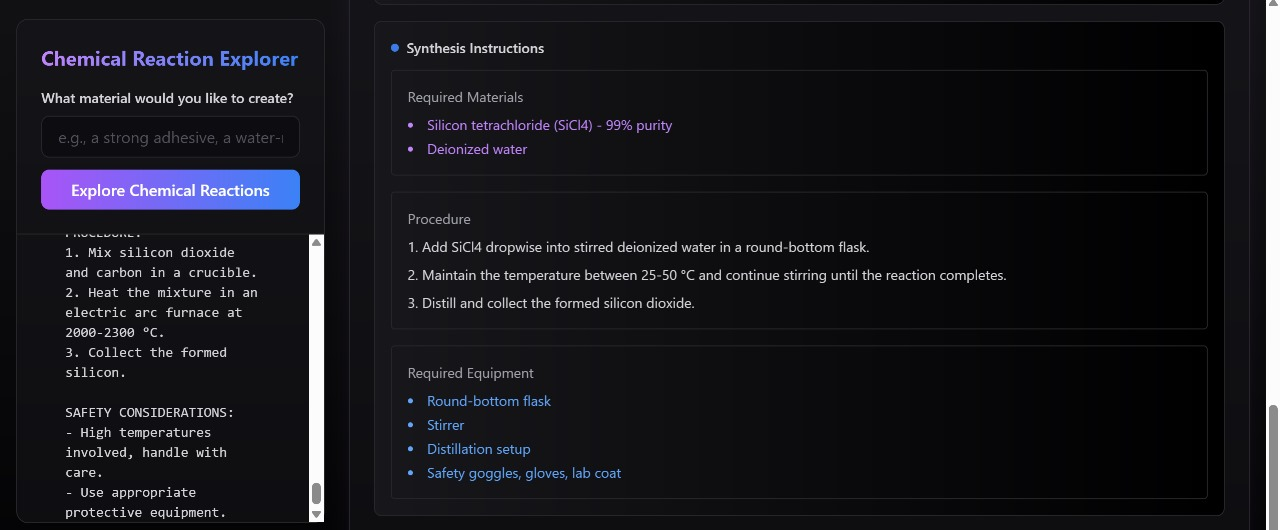 Chemical Reaction Explorer
What material would you like to create?
e.g., a strong adhesive, a water-
Explore Chemical Reactions
PROCEDURE:
1. Mix silicon dioxide
and carbon in a crucible.
2. Heat the mixture in an
electric arc furnace at
2000-2300 °C.
3. Collect the formed
silicon.
SAFETY CONSIDERATIONS:
- High temperatures
involved, handle with
care.
- Use appropriate
protective equipment.
Synthesis Instructions
Required Materials
Silicon tetrachloride (SiCl4) - 99% purity
Deionized water
Procedure
1. Add SiCl4 dropwise into stirred deionized water in a round-bottom flask.
2. Maintain the temperature between 25-50 °C and continue stirring until the reaction completes.
3. Distill and collect the formed silicon dioxide.
Required Equipment
Round-bottom flask
Stirrer
Distillation setup
Safety goggles, gloves, lab coat